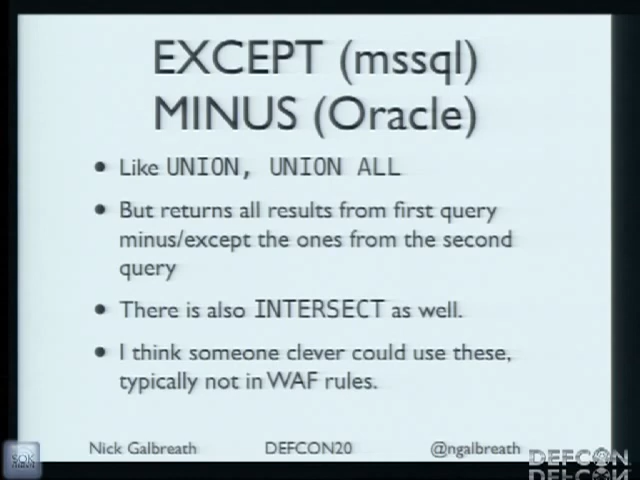 EXCEPT (mssql)
MINUS (Oracle)
• Like UNION, UNION ALL
• But returns all results from first query
minus/except the ones from the second
query
• There is also INTERSECT as well.
• I think someone clever could use these,
typically not in WAF rules.
Nick Galbreath DEFCON20 @ngalbreath
DEFCON